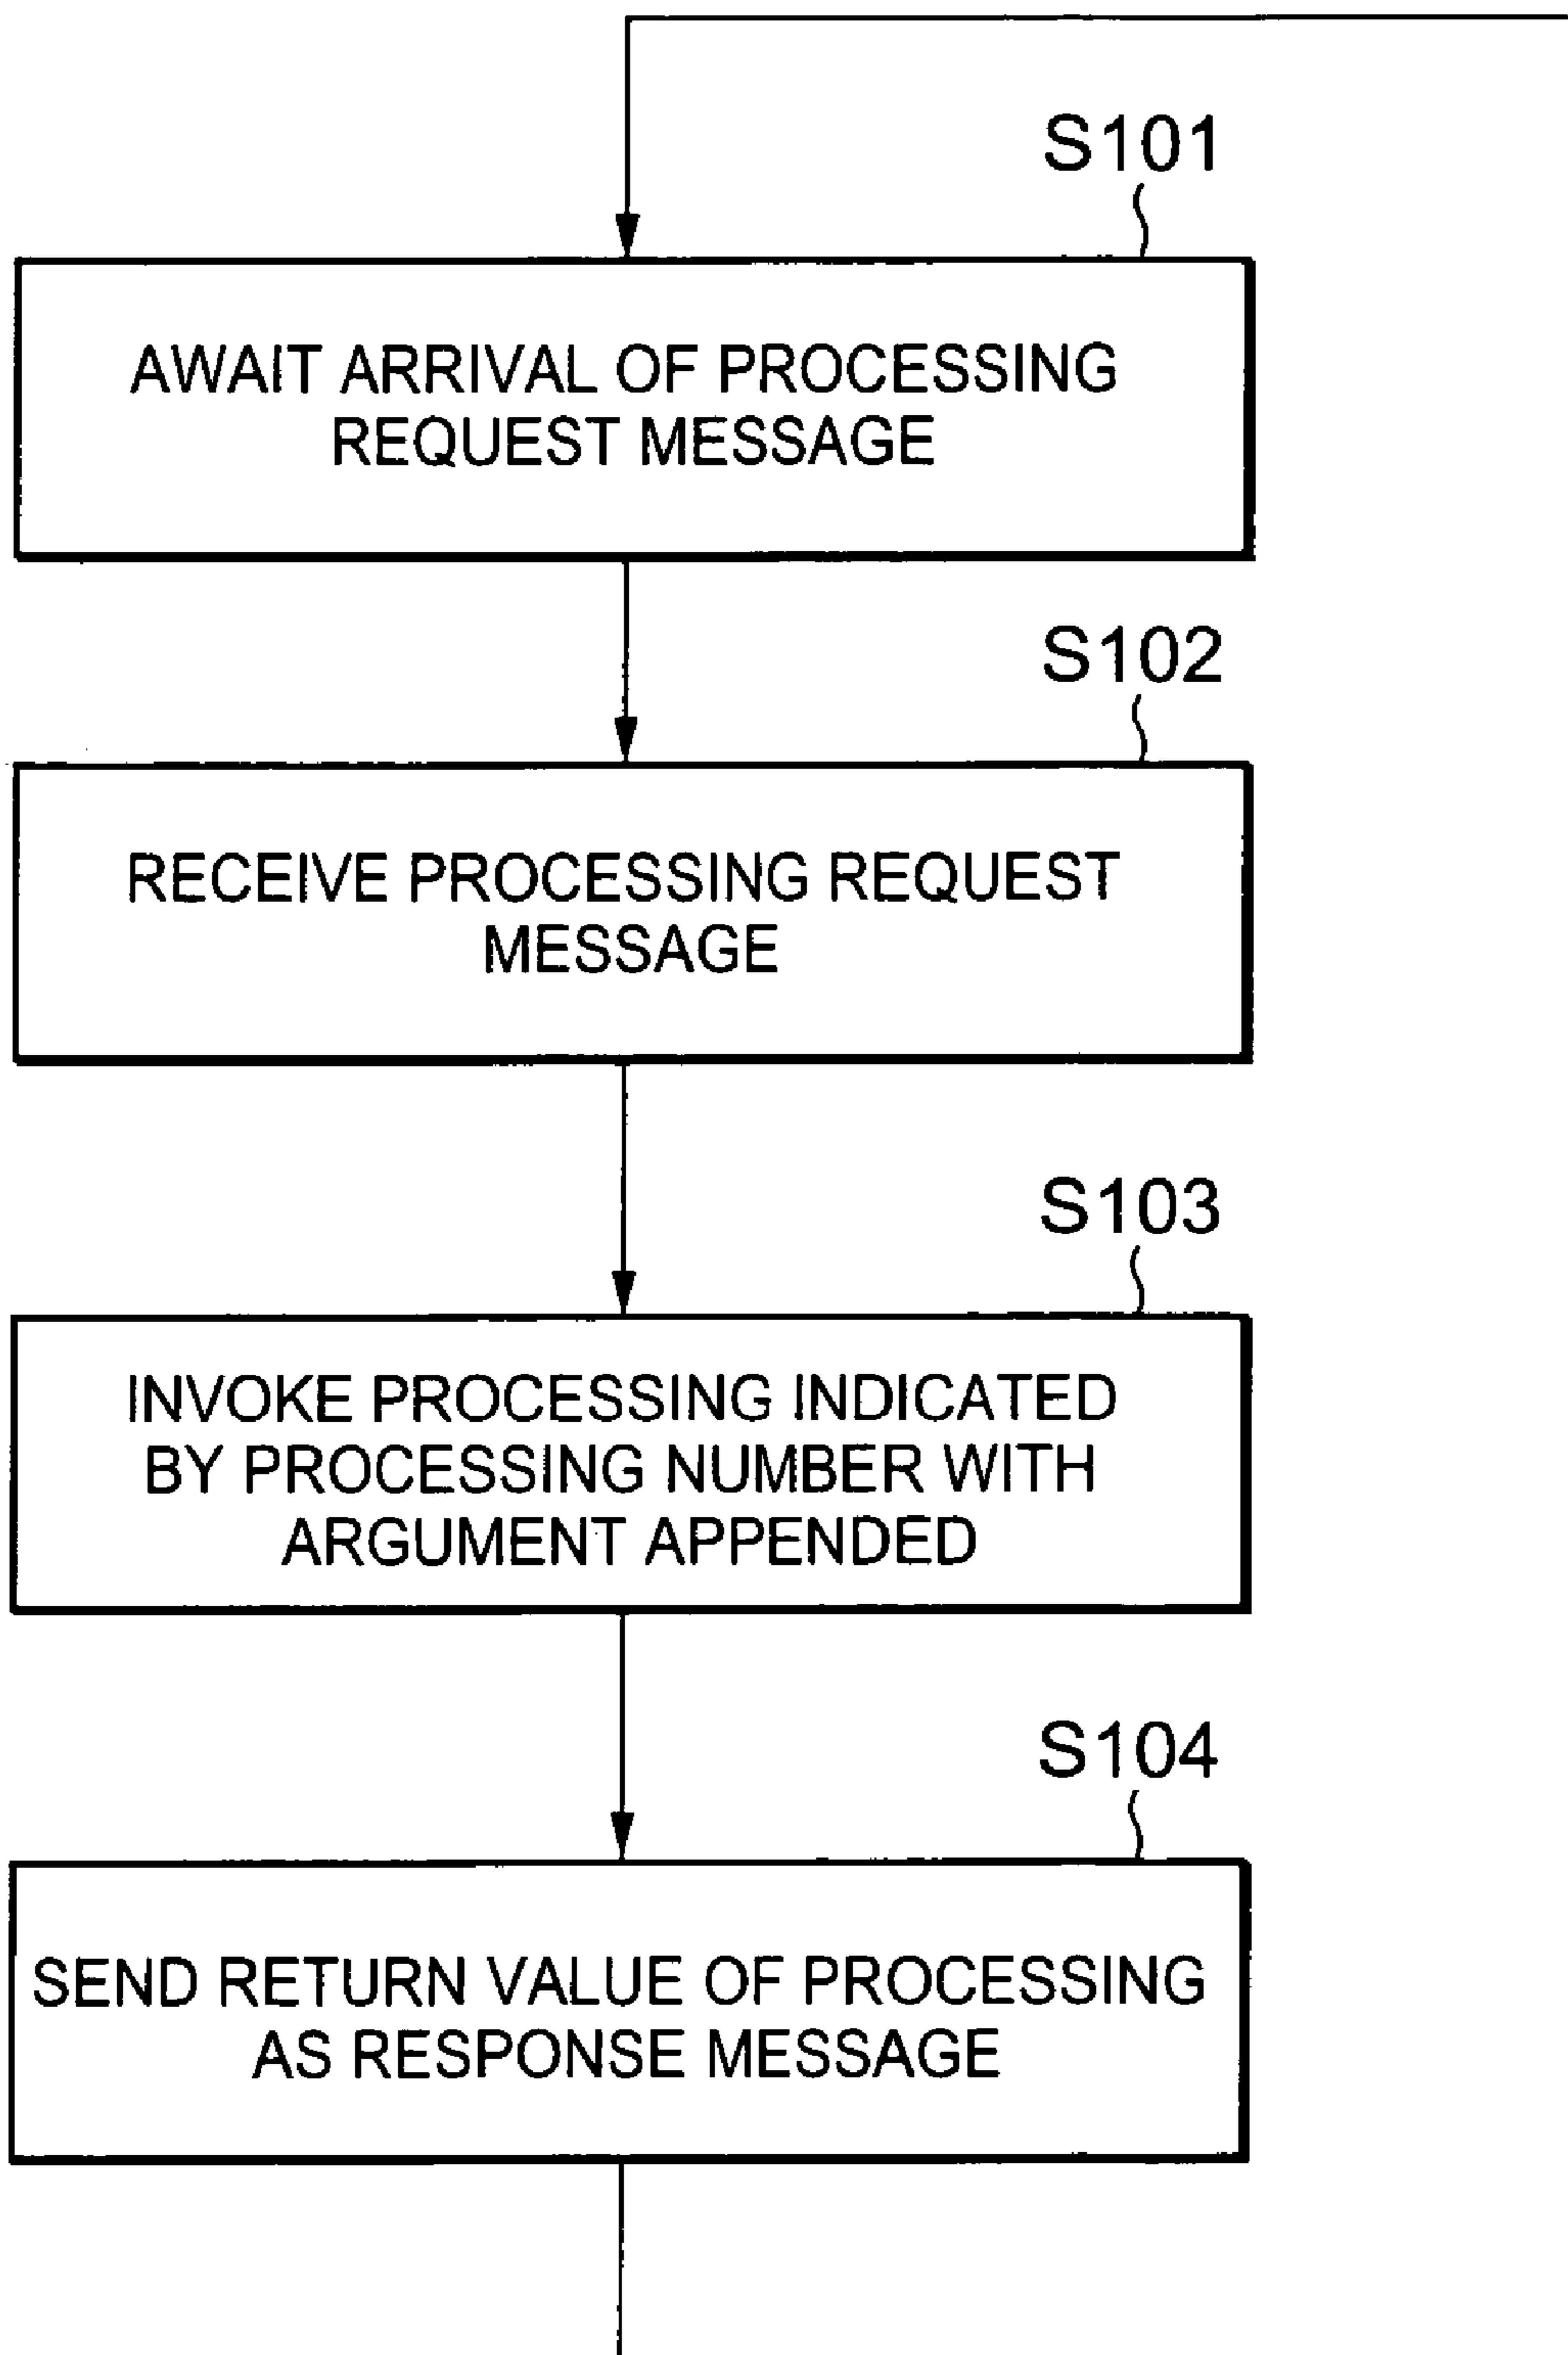 S101
AWAIT ARRIVAL OF PROCESSING
REQUEST MESSAGE
S102
RECEIVE PROCESSING REQUEST
MESSAGE
S103
INVOKE PROCESSING INDICATED
BY PROCESSING NUMBER WITH
ARGUMENT APPENDED
S104
SEND RETURN VALUE OF PROCESSING
AS RESPONSE MESSAGE